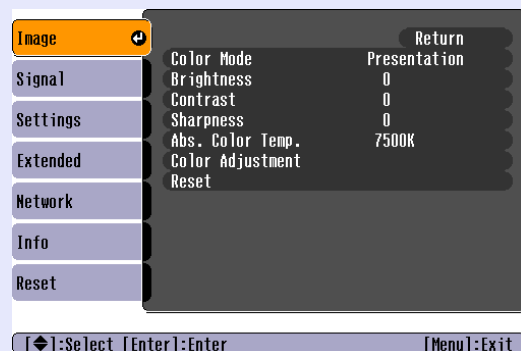 Image
Signal
Settings
Extended
Network
Info
Reset
Return
Color Mode Presentation
Brightness 0
Contrast 0
Sharpness 0
Abs. Color Temp. 7500K
Color Adjustment
Reset
[◆]:Select [Enter]:Enter [Menu]:Exit